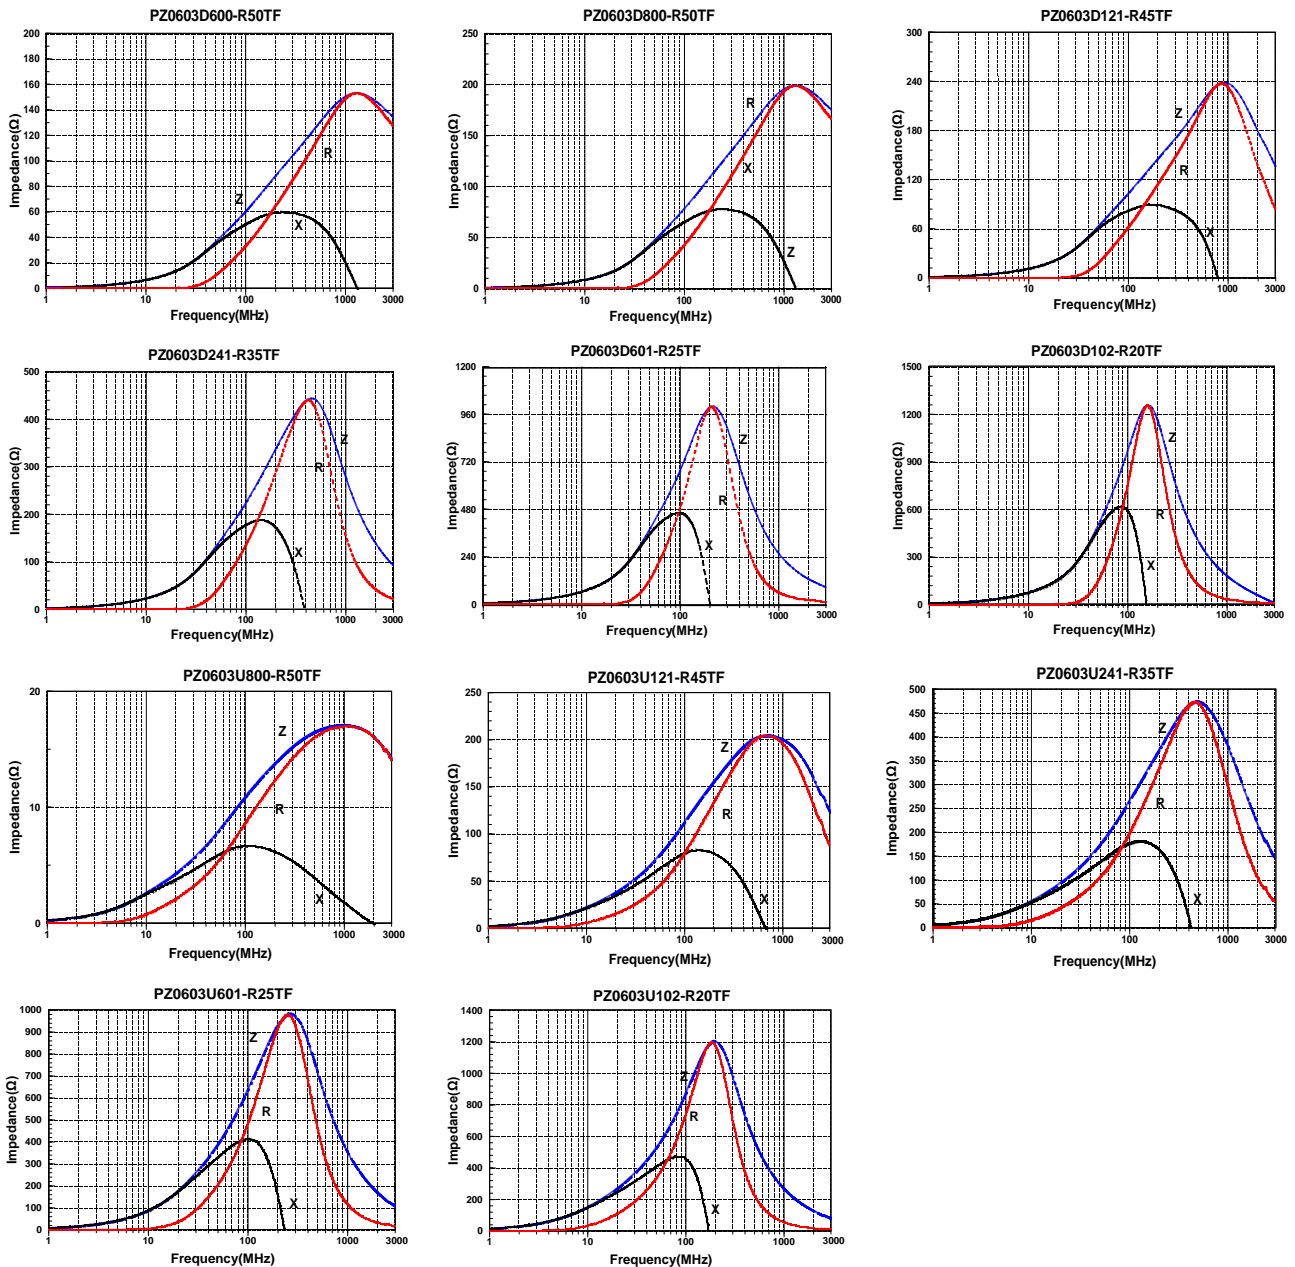 PZ0603D600-R50TF
Impedance(Ω)
200
180
160
140
120
100
80
60
40
20
0
Z
R
X
1
10
100
1000
3000
Frequency(MHz)
PZ0603D800-R50TF
Impedance(Ω)
250
200
150
100
50
0
R
X
Z
1
10
100
1000
3000
Frequency(MHz)
PZ0603D121-R45TF
Impedance(Ω)
300
240
180
120
60
0
Z
R
X
1
10
100
1000
3000
Frequency(MHz)
PZ0603D241-R35TF
Impedance(Ω)
500
400
300
200
100
0
Z
R
X
1
10
100
1000
3000
Frequency(MHz)
PZ0603D601-R25TF
Impedance(Ω)
1200
960
720
480
240
0
Z
R
X
1
10
100
1000
3000
Frequency(MHz)
PZ0603D102-R20TF
Impedance(Ω)
1500
1200
900
600
300
0
Z
R
X
1
10
100
1000
3000
Frequency(MHz)
PZ0603U800-R50TF
Impedance(Ω)
20
10
0
Z
R
X
1
10
100
1000
3000
Frequency(MHz)
PZ0603U121-R45TF
Impedance(Ω)
250
200
150
100
50
0
Z
R
X
1
10
100
1000
3000
Frequency(MHz)
PZ0603U241-R35TF
Impedance(Ω)
500
450
400
350
300
250
200
150
100
50
0
Z
R
X
1
10
100
1000
3000
Frequency(MHz)
PZ0603U601-R25TF
Impedance(Ω)
1000
900
800
700
600
500
400
300
200
100
0
Z
R
X
1
10
100
1000
3000
Frequency(MHz)
PZ0603U102-R20TF
Impedance(Ω)
1400
1200
1000
800
600
400
200
0
Z
R
X
1
10
100
1000
3000
Frequency(MHz)